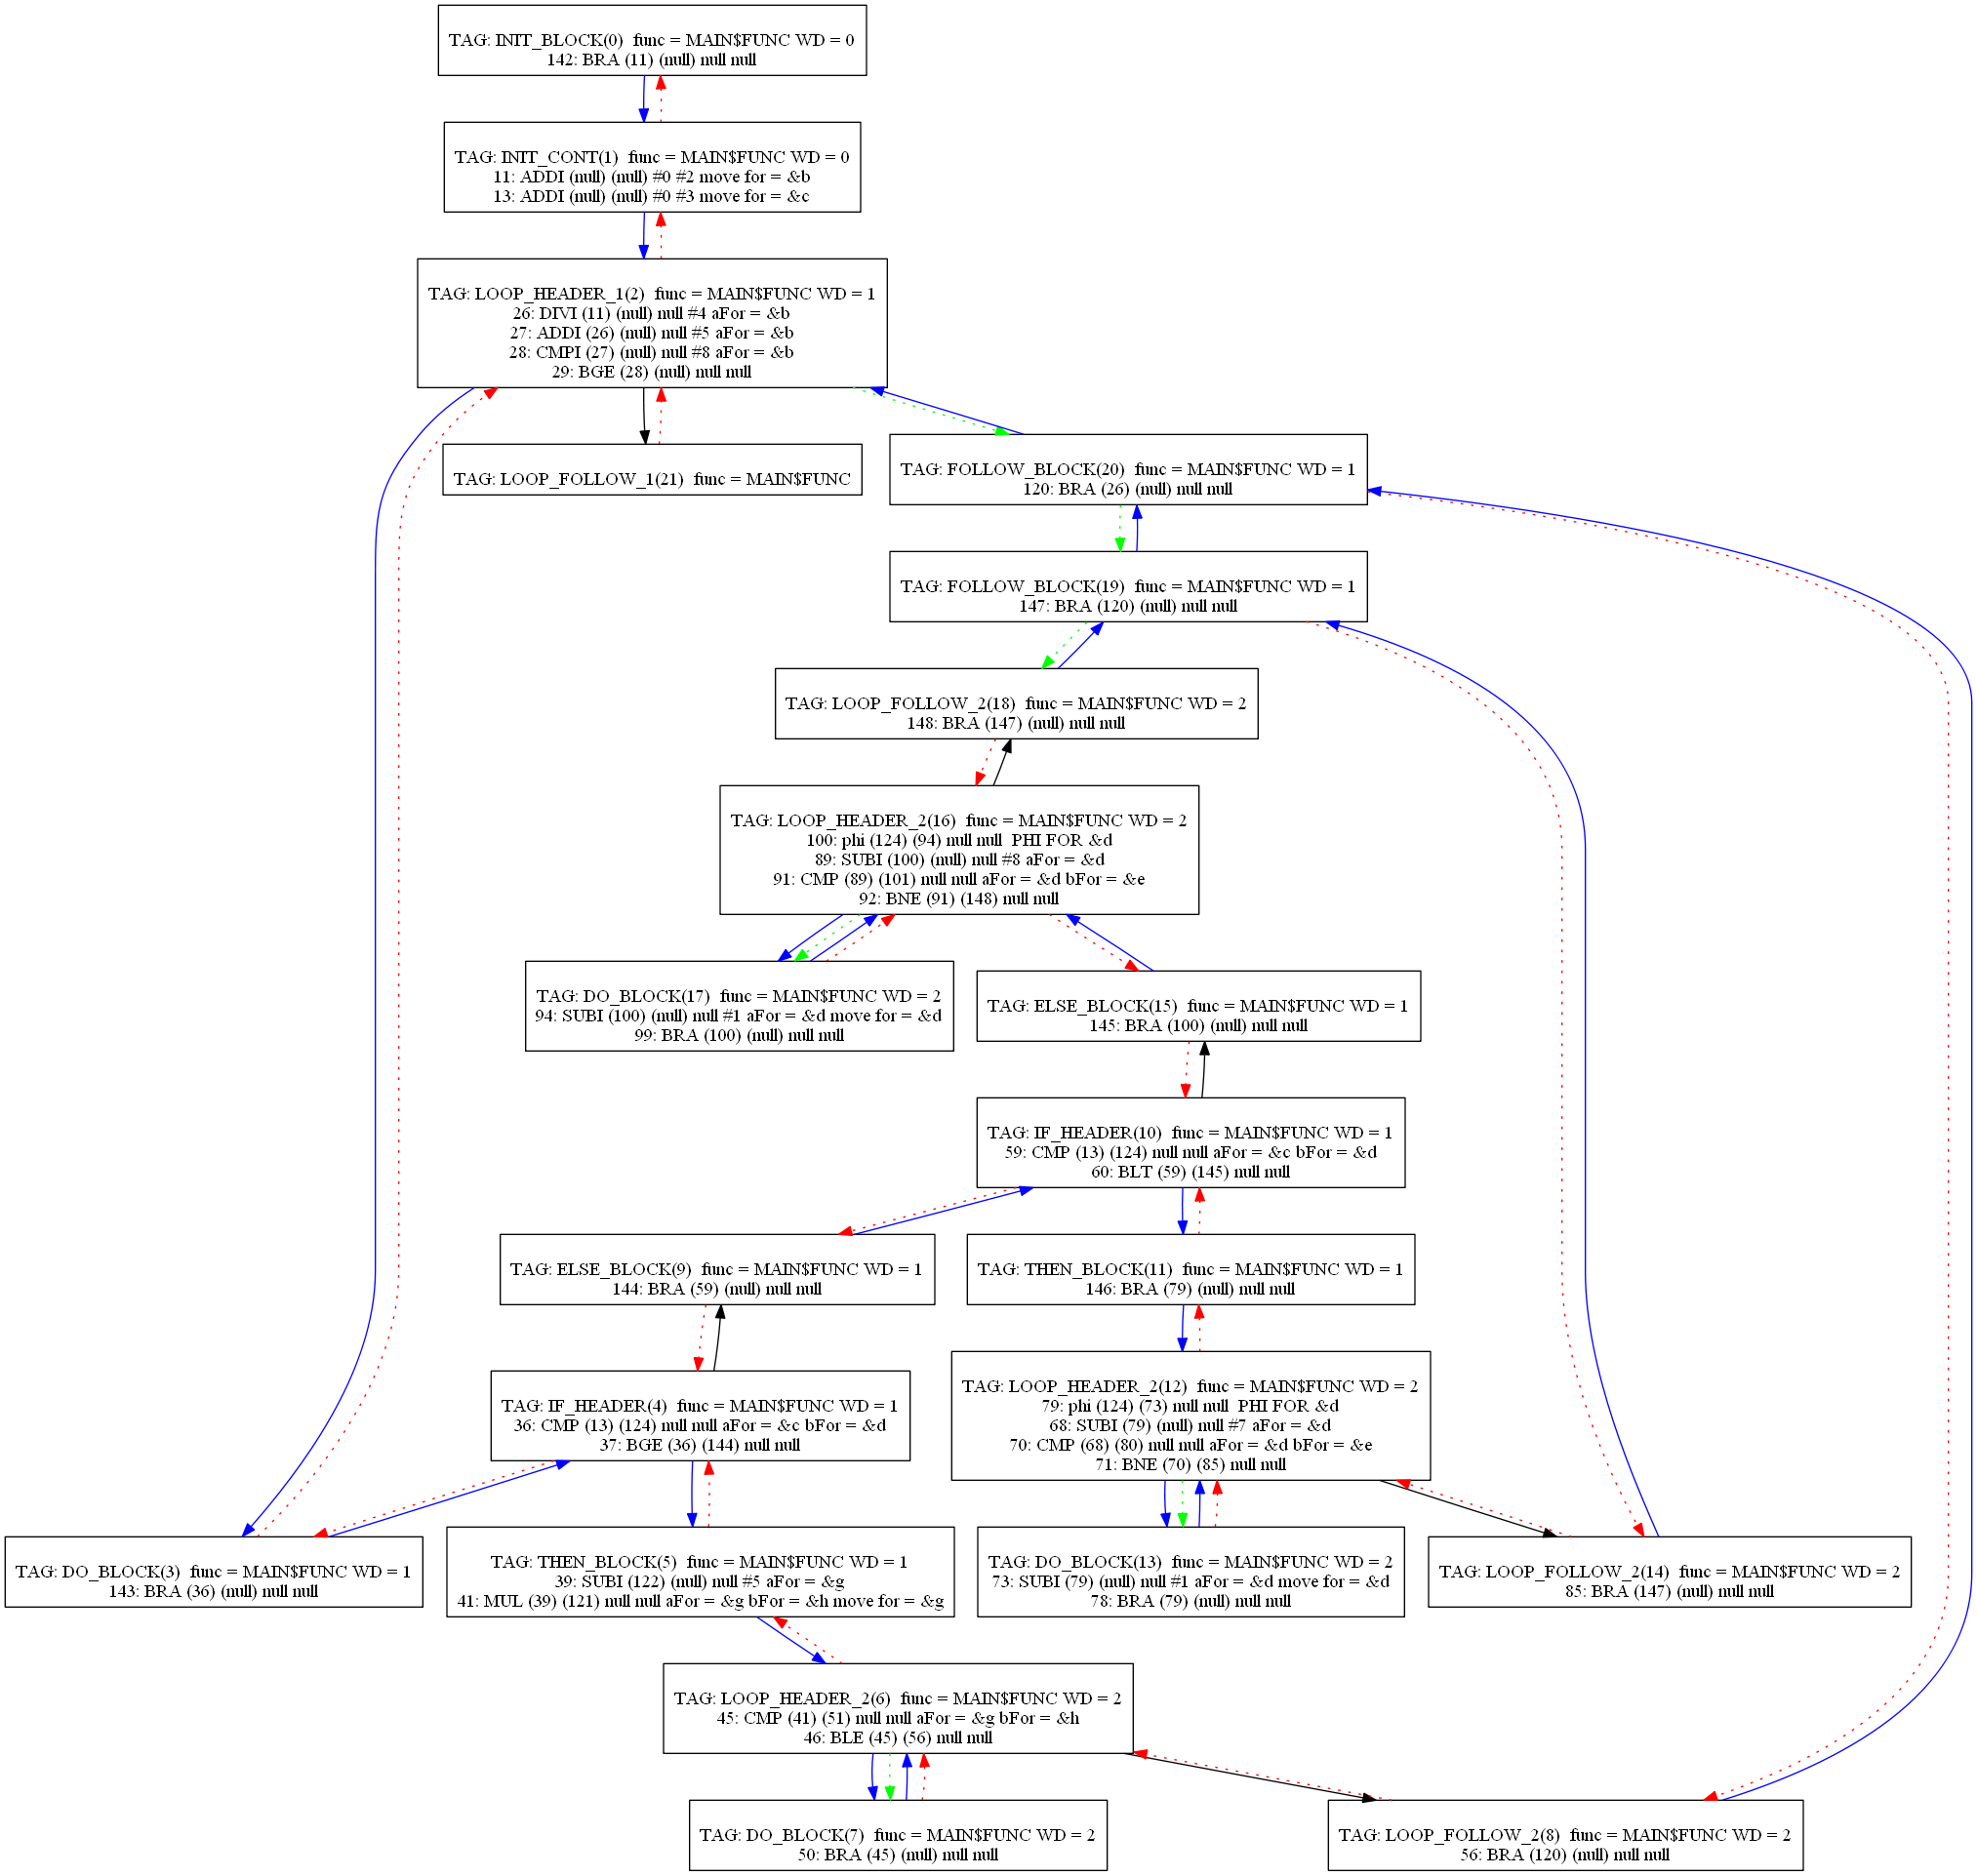 TAG: INIT_BLOCK(0) func = MAIN$FUNC WD = 0
142: BRA (11) (null) null null
TAG: INIT_CONT(1) func = MAIN$FUNC WD = 0
11: ADDI (null) (null) #0 #2 move for = &b
13: ADDI (null) (null) #0 #3 move for = &c
TAG: LOOP_HEADER_1(2) func = MAIN$FUNC WD = 1
26: DIVI (11) (null) null #4 aFor = &b
27: ADDI (26) (null) null #5 aFor = &b
28: CMPI (27) (null) null #8 aFor = &b
29: BGE (28) (null) null null
TAG: LOOP_FOLLOW_1(21) func = MAIN$FUNC
TAG: FOLLOW_BLOCK(20) func = MAIN$FUNC WD = 1
120: BRA (26) (null) null null
TAG: FOLLOW_BLOCK(19) func = MAIN$FUNC WD = 1
147: BRA (120) (null) null null
TAG: LOOP_FOLLOW_2(18) func = MAIN$FUNC WD = 2
148: BRA (147) (null) null null
TAG: LOOP_HEADER_2(16) func = MAIN$FUNC WD = 2
100: phi (124) (94) null null PHI FOR &d
89: SUBI (100) (null) null #8 aFor = &d
91: CMP (89) (101) null null aFor = &d bFor = &e
92: BNE (91) (148) null null
TAG: DO_BLOCK(17) func = MAIN$FUNC WD = 2
94: SUBI (100) (null) null #1 aFor = &d move for = &d
99: BRA (100) (null) null null
TAG: ELSE_BLOCK(15) func = MAIN$FUNC WD = 1
145: BRA (100) (null) null null
TAG: IF_HEADER(10) func = MAIN$FUNC WD = 1
59: CMP (13) (124) null null aFor = &c bFor = &d
60: BLT (59) (145) null null
TAG: ELSE_BLOCK(9) func = MAIN$FUNC WD = 1
144: BRA (59) (null) null null
TAG: THEN_BLOCK(11) func = MAIN$FUNC WD = 1
146: BRA (79) (null) null null
TAG: IF_HEADER(4) func = MAIN$FUNC WD = 1
36: CMP (13) (124) null null aFor = &c bFor = &d
37: BGE (36) (144) null null
TAG: LOOP_HEADER_2(12) func = MAIN$FUNC WD = 2
79: phi (124) (73) null null PHI FOR &d
68: SUBI (79) (null) null #7 aFor = &d
70: CMP (68) (80) null null aFor = &d bFor = &e
71: BNE (70) (85) null null
TAG: DO_BLOCK(3) func = MAIN$FUNC WD = 1
143: BRA (36) (null) null null
TAG: THEN_BLOCK(5) func = MAIN$FUNC WD = 1
39: SUBI (122) (null) null #5 aFor = &g
41: MUL (39) (121) null null aFor = &g bFor = &h move for = &g
TAG: DO_BLOCK(13) func = MAIN$FUNC WD = 2
73: SUBI (79) (null) null #1 aFor = &d move for = &d
78: BRA (79) (null) null null
TAG: LOOP_FOLLOW_2(14) func = MAIN$FUNC WD = 2
85: BRA (147) (null) null null
TAG: LOOP_HEADER_2(6) func = MAIN$FUNC WD = 2
45: CMP (41) (51) null null aFor = &g bFor = &h
46: BLE (45) (56) null null
TAG: DO_BLOCK(7) func = MAIN$FUNC WD = 2
50: BRA (45) (null) null null
TAG: LOOP_FOLLOW_2(8) func = MAIN$FUNC WD = 2
56: BRA (120) (null) null null